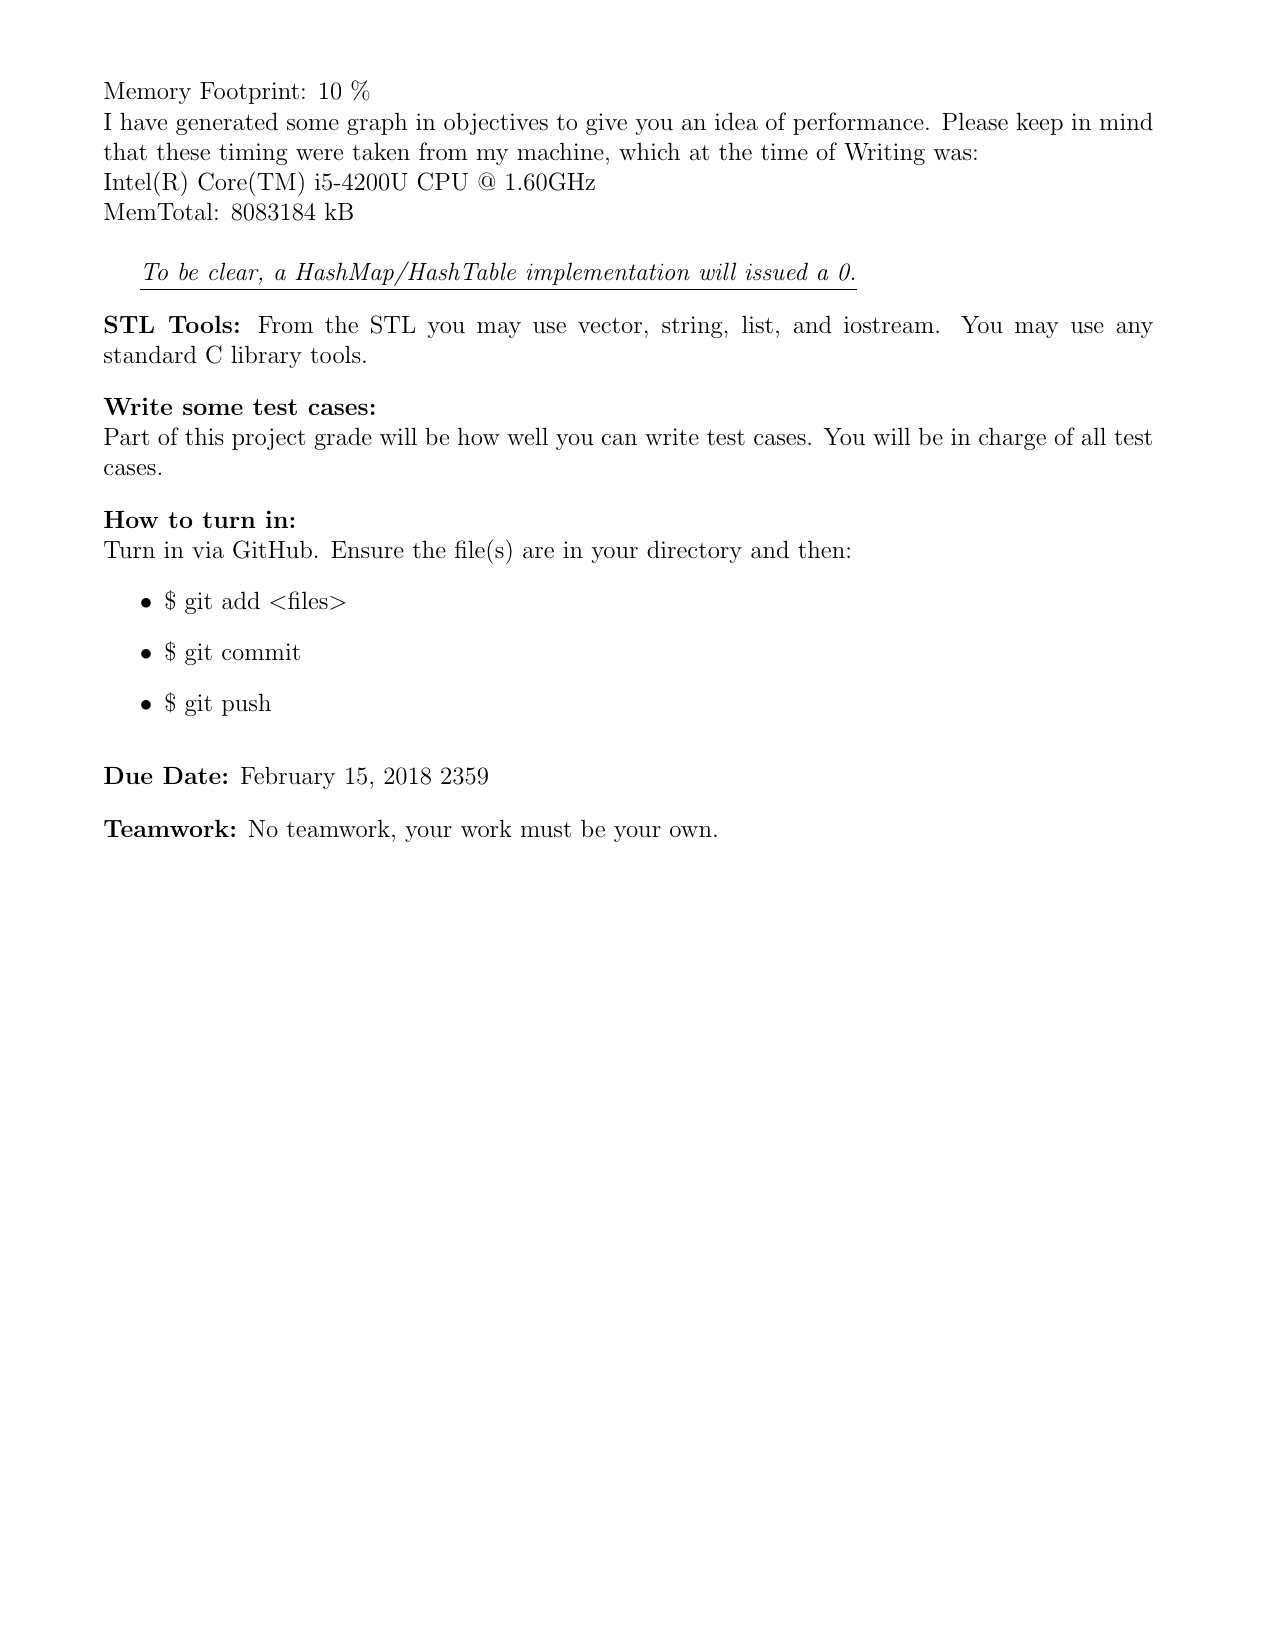 Memory Footprint: 10 %
I have generated some graph in objectives to give you an idea of performance. Please keep in mind
that these timing were taken from my machine, which at the time of Writing was:
Intel(R) Core(TM) i5-4200U CPU @ 1.60GHz
MemTotal: 8083184 kB
To be clear, a HashMap/HashTable implementation will issued a 0.
STL Tools: From the STL you may use vector, string, list, and iostream. You may use any
standard C library tools.
Write some test cases:
Part of this project grade will be how well you can write test cases. You will be in charge of all test
cases.
How to turn in:
Turn in via GitHub. Ensure the file(s) are in your directory and then:
• $ git add <files>
• $ git commit
• $ git push
Due Date: February 15, 2018 2359
Teamwork: No teamwork, your work must be your own.